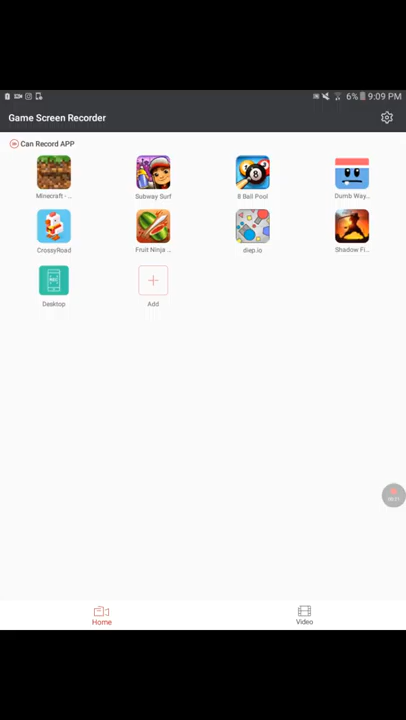 6% 9:09 PM
Game Screen Recorder
Can Record APP
Minecraft - ..
Subway Surf
8 Ball Pool
Dumb Way..
CrossyRoad
Fruit Ninja ..
diep.io
Shadow Fi..
Desktop
Add
Home
Video